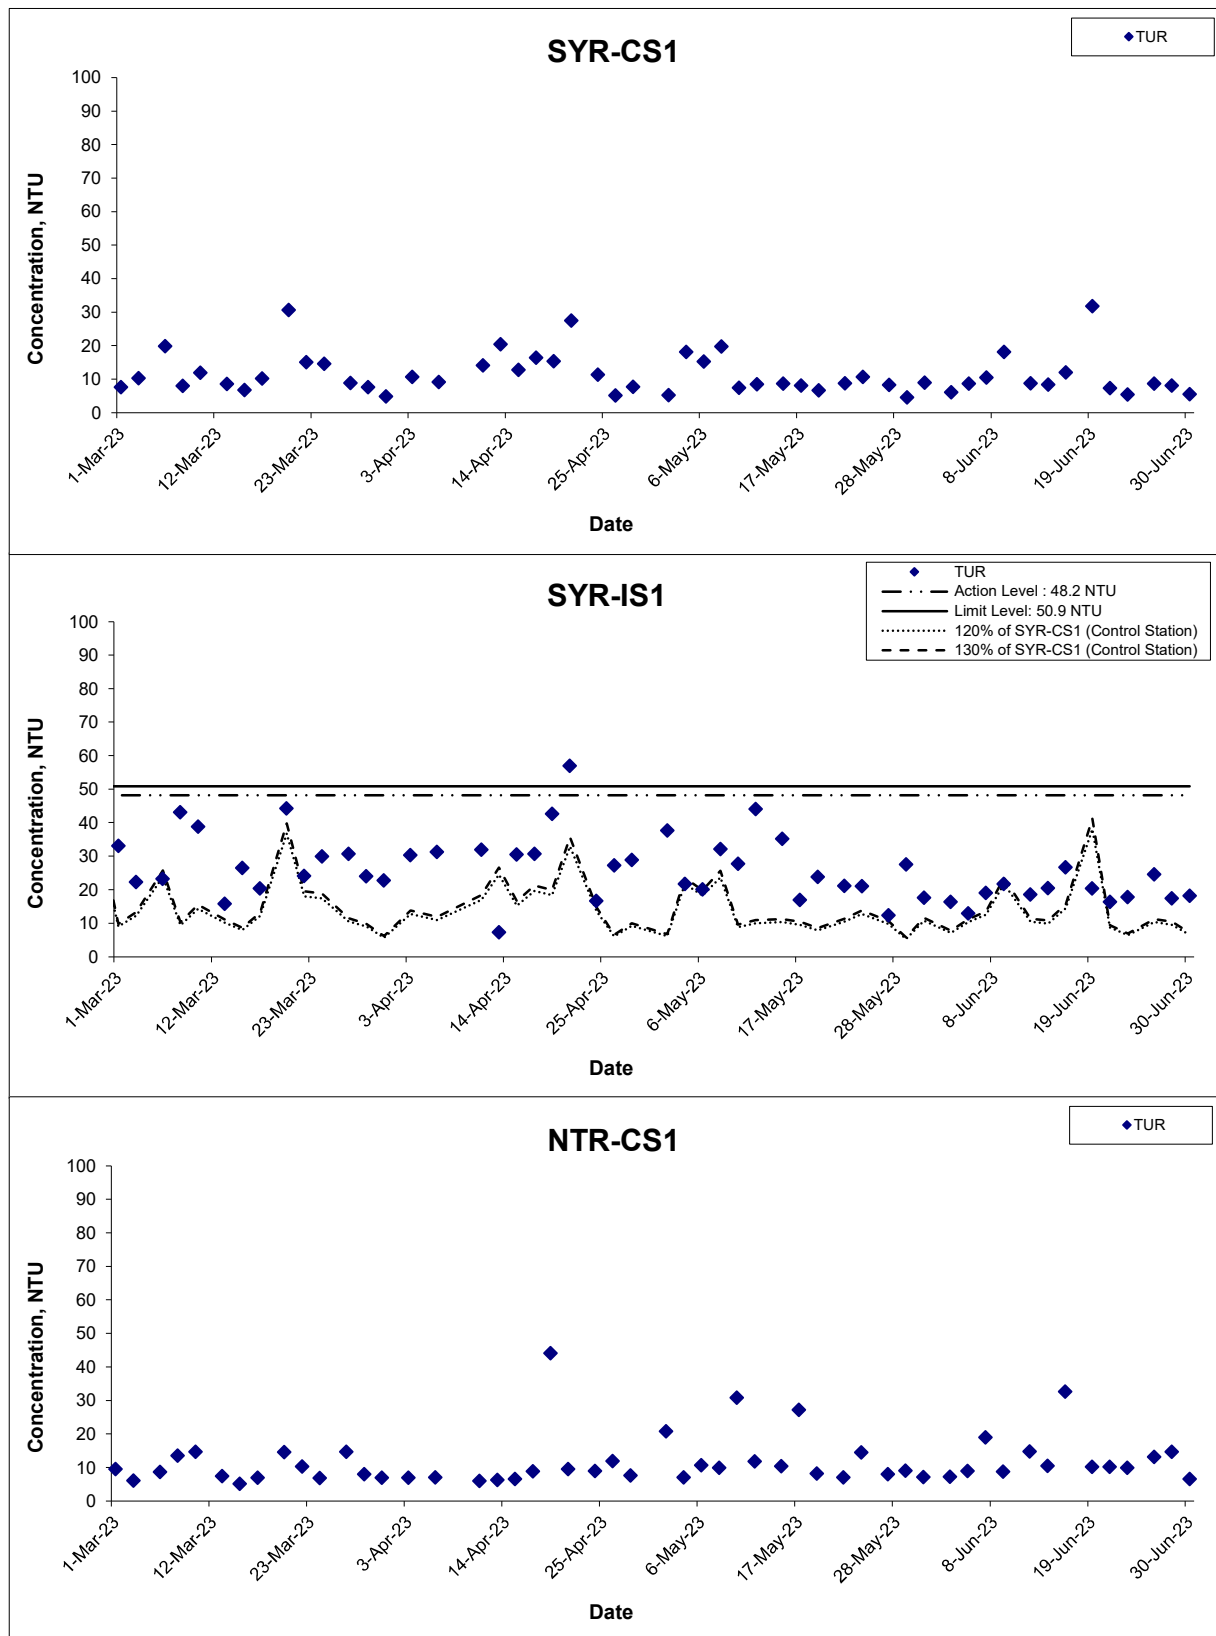 SYR-CS1
TUR
100
90
80
70
60
50
40
30
20
10
0
Concentration, NTU
1-Mar-23
12-Mar-23
23-Mar-23
3-Apr-23
14-Apr-23
25-Apr-23
6-May-23
17-May-23
28-May-23
8-Jun-23
19-Jun-23
30-Jun-23
Date
SYR-IS1
TUR
Action Level : 48.2 NTU
Limit Level: 50.9 NTU
120% of SYR-CS1 (Control Station)
130% of SYR-CS1 (Control Station)
100
90
80
70
60
50
40
30
20
10
0
Concentration, NTU
1-Mar-23
12-Mar-23
23-Mar-23
3-Apr-23
14-Apr-23
25-Apr-23
6-May-23
17-May-23
28-May-23
8-Jun-23
19-Jun-23
30-Jun-23
Date
NTR-CS1
TUR
100
90
80
70
60
50
40
30
20
10
0
Concentration, NTU
1-Mar-23
12-Mar-23
23-Mar-23
3-Apr-23
14-Apr-23
25-Apr-23
6-May-23
17-May-23
28-May-23
8-Jun-23
19-Jun-23
30-Jun-23
Date